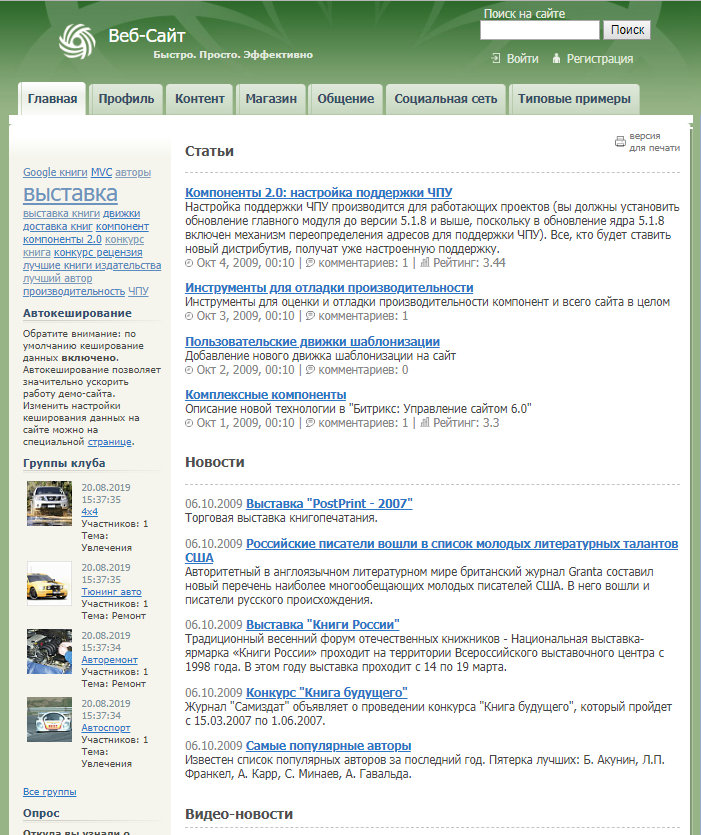 Поиск на сайте
Веб-Сайт
Поиск
Быстро. Просто. Эффективно
Войти Регистрация
Главная Профиль Контент Магазин Общение Социальная сеть Типовые примеры
версия
для печати
Google книги MVC авторы
выставка
выставка книги движки
доставка книг компонент
компоненты 2.0 конкурс
книга конкурс рецензия
лучшие книги издательства
лучший автор
производительность ЧПУ
Автокеширование
Обратите внимание: по
умолчанию кеширование
данных включено.
Автокеширование позволяет
значительно ускорить
работу демо-сайта.
Изменить настройки
кеширования данных на
сайте можно на
специальной странице.
Группы клуба
20.08.2019
15:37:35
4x4
Участников: 1
Тема:
Увлечения
20.08.2019
15:37:35
Тюнинг авто
Участников: 1
Тема: Ремонт
20.08.2019
15:37:34
Авторемонт
Участников: 1
Тема: Ремонт
20.08.2019
15:37:34
Автоспорт
Участников: 1
Тема:
Увлечения
Все группы
Опрос
Откуда вы узнали о
Статьи
Компоненты 2.0: настройка поддержки ЧПУ
Настройка поддержки ЧПУ производится для работающих проектов (вы должны установить
обновление главного модуля до версии 5.1.8 и выше, поскольку в обновление ядра 5.1.8
включен механизм переопределения адресов для поддержки ЧПУ). Все, кто будет ставить
новый дистрибутив, получат уже настроенную поддержку.
Окт 4, 2009, 00:10 | комментариев: 1 | Рейтинг: 3.44
Инструменты для отладки производительности
Инструменты для оценки и отладки производительности компонент и всего сайта в целом
Окт 3, 2009, 00:10 | комментариев: 1
Пользовательские движки шаблонизации
Добавление нового движка шаблонизации на сайт
Окт 2, 2009, 00:10 | комментариев: 0
Комплексные компоненты
Описание новой технологии в "Битрикс: Управление сайтом 6.0"
Окт 1, 2009, 00:10 | комментариев: 1 | Рейтинг: 3.3
Новости
06.10.2009 Выставка "PostPrint - 2007"
Торговая выставка книгопечатания.
06.10.2009 Российские писатели вошли в список молодых литературных талантов
США
Авторитетный в англоязычном литературном мире британский журнал Granta составил
новый перечень наиболее многообещающих молодых писателей США. В него вошли и
писатели русского происхождения.
06.10.2009 Выставка "Книги России"
Традиционный весенний форум отечественных книжников - Национальная выставка-
ярмарка «Книги России» проходит на территории Всероссийского выставочного центра с
1998 года. В этом году выставка проходит с 14 по 19 марта.
06.10.2009 Конкурс "Книга будущего"
Журнал "Самиздат" объявляет о проведении конкурса "Книга будущего", который пройдет
с 15.03.2007 по 1.06.2007.
06.10.2009 Самые популярные авторы
Известен список популярных авторов за последний год. Пятерка лучших: Б. Акунин, Л.П.
Франкел, А. Карр, С. Минаев, А. Гавальда.
Видео-новости